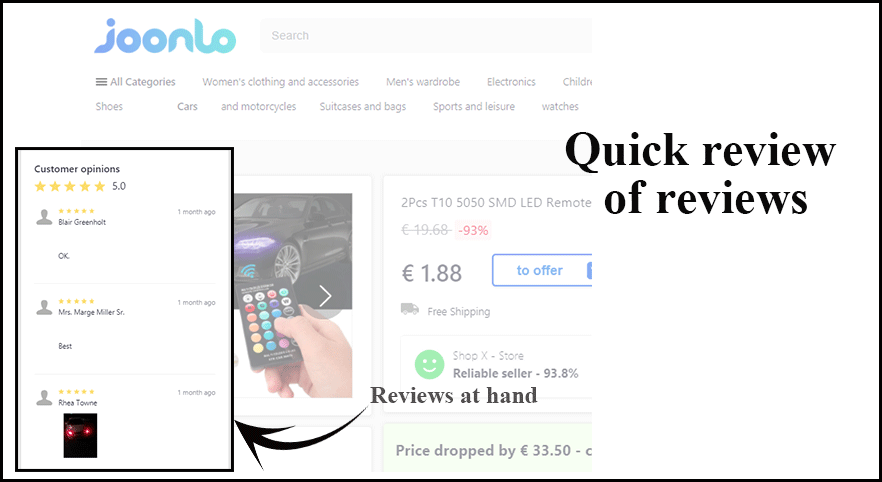 joonlo
Search
All Categories Women's clothing and accessories Men's wardrobe Electronics Childre
Shoes Cars and motorcycles Suitcases and bags Sports and leisure watches
Quick review
of reviews
Customer opinions
5.0
1 month ago
Blair Greenholt
OK.
1 month ago
Mrs. Marge Miller Sr.
Best
1 month ago
Rhea Towne
2Pcs T10 5050 SMD LED Remote
€ 19.68 -93%
€ 1.88 to offer
Free Shipping
Shop X - Store
Reliable seller - 93.8%
Reviews at hand
Price dropped by € 33.50 - c